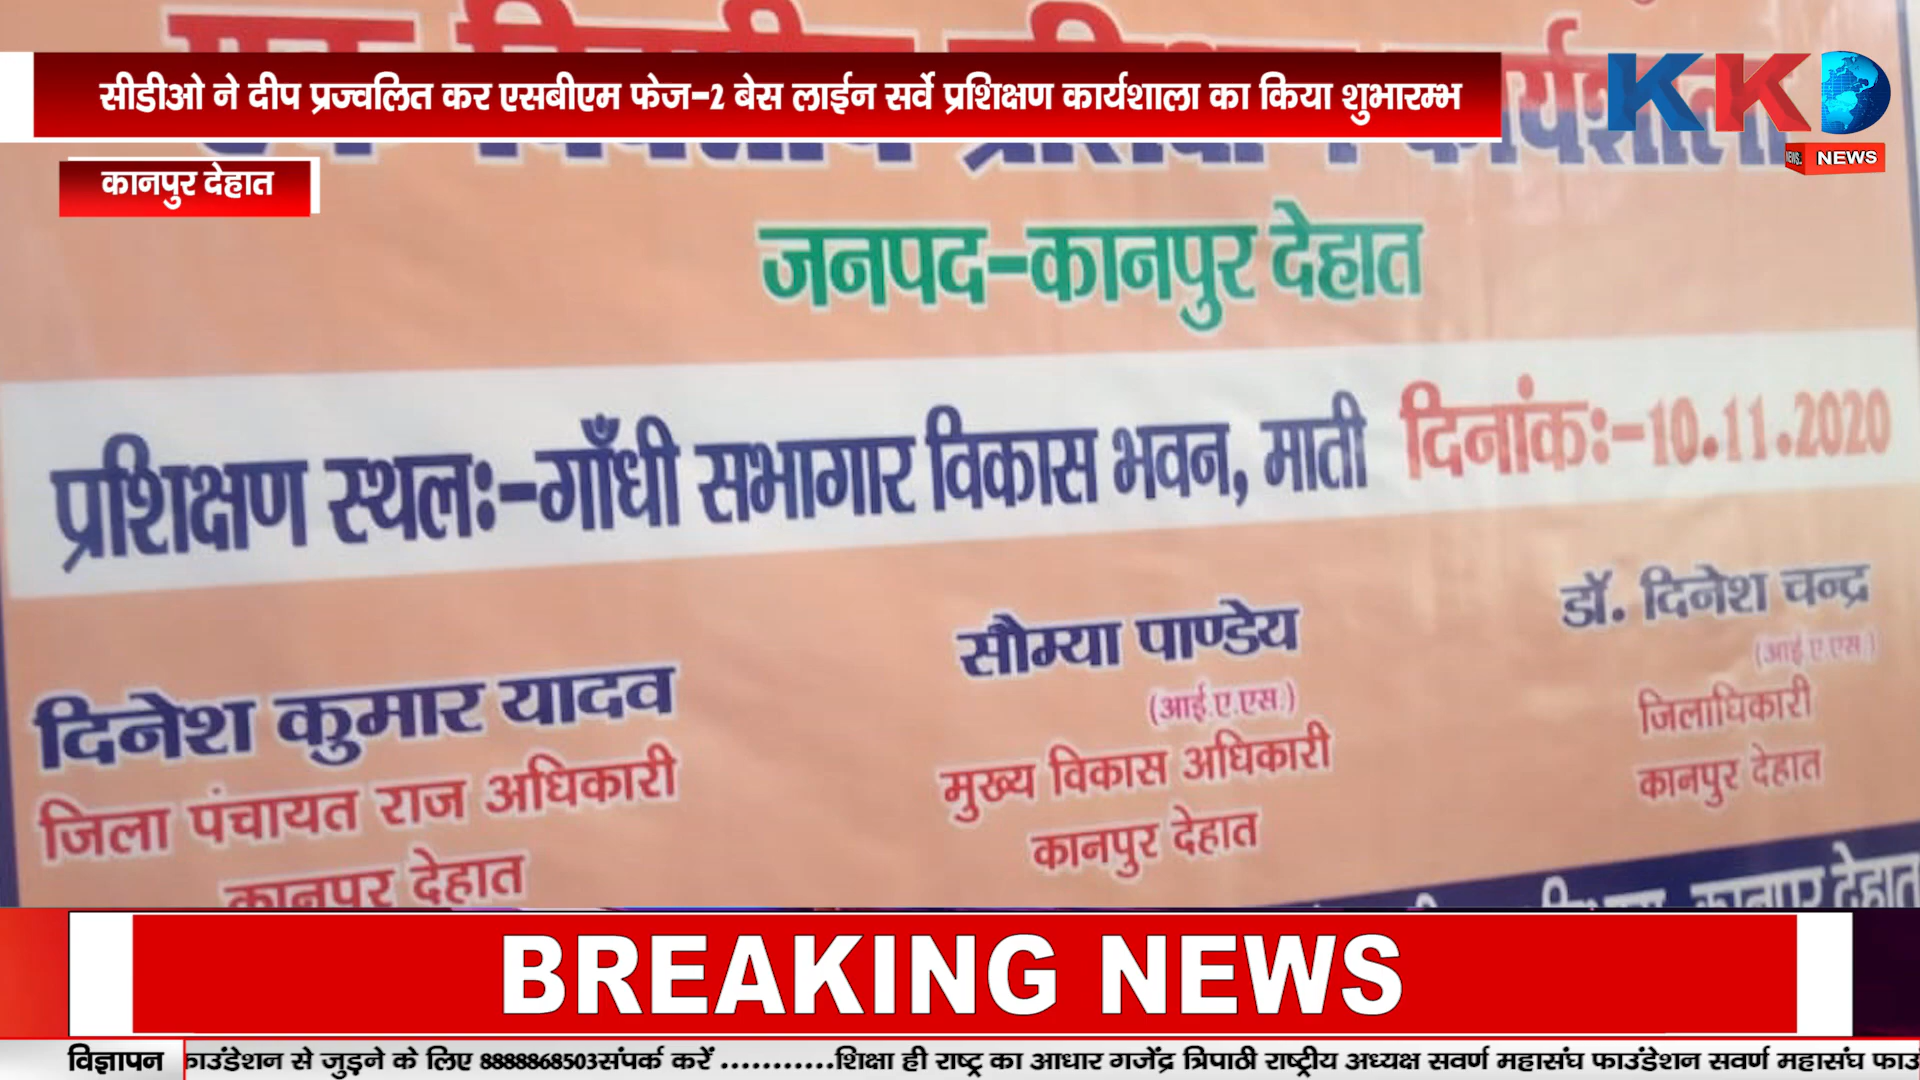 सीडीओ ने दीप प्रज्वलित कर एसबीएम फेज-2 बेस लाईन सर्वे प्रशिक्षण कार्यशाला का किया शुभारम्भ
KKD
NEWS
कानपुर देहात
जनपद-कानपुर देहात
प्रशिक्षण स्थलः-गाँधी सभागार विकास भवन, माती दिनांकः-10.11.2020
दिनेश कुमार यादव
जिला पंचायत राज अधिकारी
कानपुर देहात
सौम्या पाण्डेय
(आई.ए.एस.)
मुख्य विकास अधिकारी
कानपुर देहात
डॉ. दिनेश चन्द्र
(आई.ए.एस.)
जिलाधिकारी
कानपुर देहात
कानपुर देहात
BREAKING NEWS
विज्ञापन
से जुड़ने के लिए 8888868503संपर्क करें ...........शिक्षा ही राष्ट्र का आधार गजेंद्र त्रिपाठी राष्ट्रीय अध्यक्ष सवर्ण महासंघ फाउंडेशन सवर्ण महासंघ